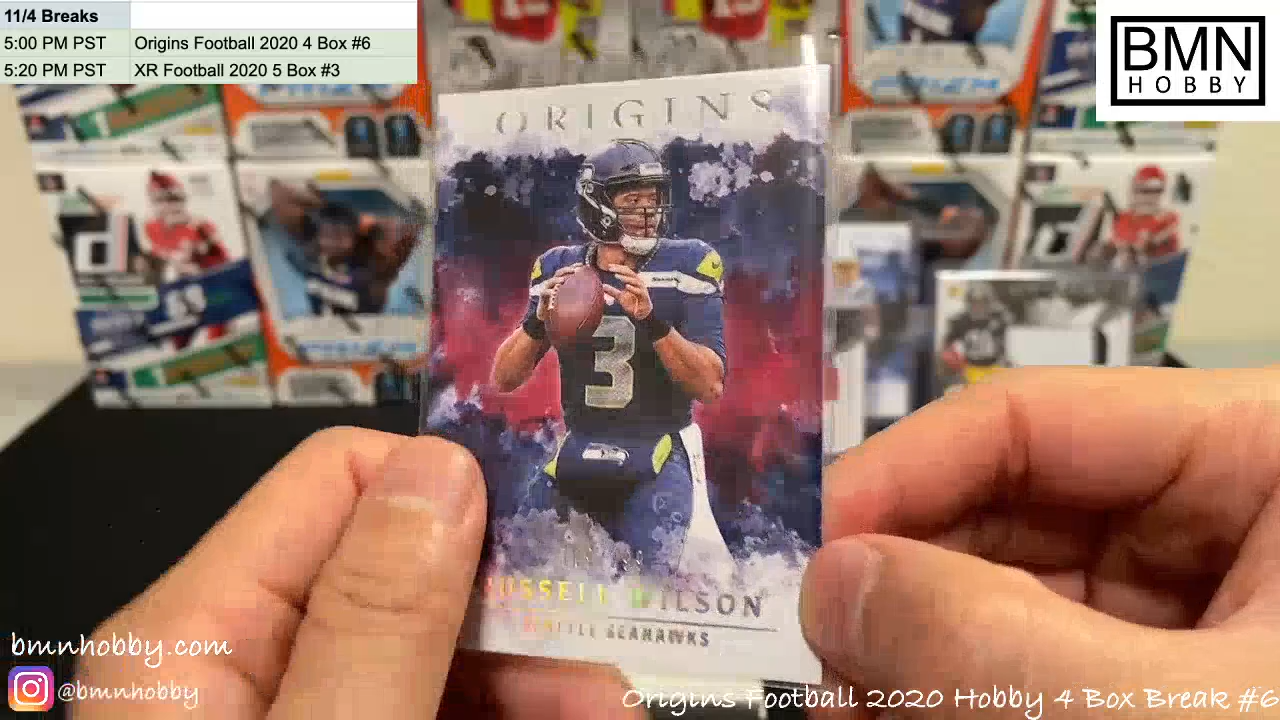 11/4 Breaks
5:00 PM PST Origins Football 2020 4 Box #6
5:20 PM PST XR Football 2020 5 Box #3
BMN
HOBBY
ORIGINS
3
RUSSELL WILSON
SEATTLE SEAHAWKS
bmnhobby.com
@bmnhobby
Origins Football 2020 Hobby 4 Box Break #6